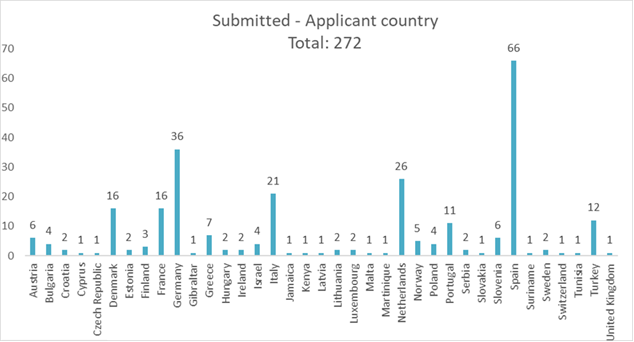 Submitted - Applicant country
Total: 272
70
60
50
40
30
20
10
0
6 4 2 1 1 16 2 3 16 36 1 7 2 2 4 21 1 1 1 2 2 1 1 26 5 4 11 2 1 6 66 1 2 1 1 12 1
Austria
Bulgaria
Croatia
Cyprus
Czech Republic
Denmark
Estonia
Finland
France
Germany
Gibraltar
Greece
Hungary
Ireland
Israel
Italy
Jamaica
Kenya
Latvia
Lithuania
Luxembourg
Malta
Martinique
Netherlands
Norway
Poland
Portugal
Serbia
Slovakia
Slovenia
Spain
Suriname
Sweden
Switzerland
Tunisia
Turkey
United Kingdom